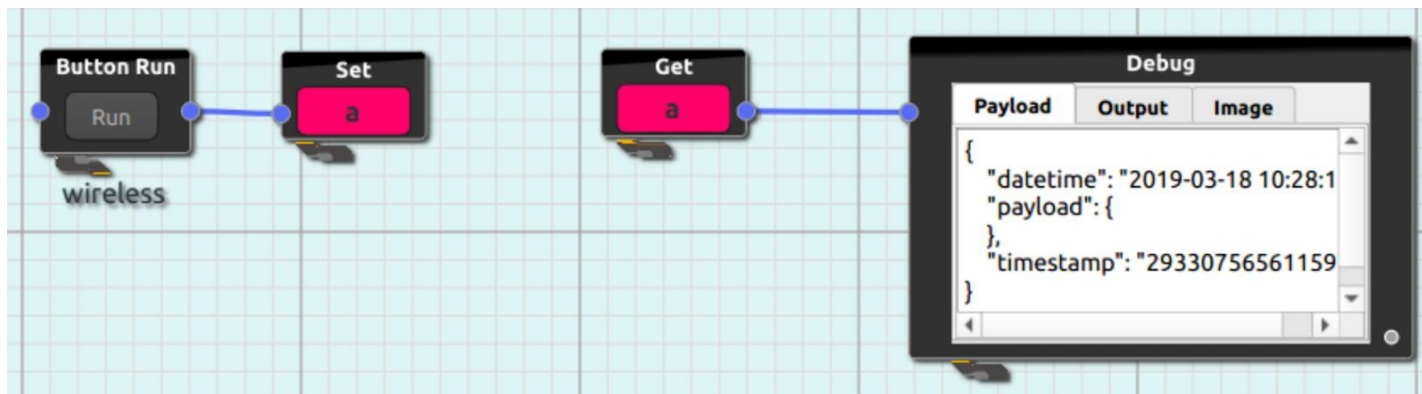 Button Run
Run
wireless
Set
a
Get
a
Debug
Payload Output Image
{
"datetime": "2019-03-18 10:28:1
"payload": {
},
"timestamp": "29330756561159
}